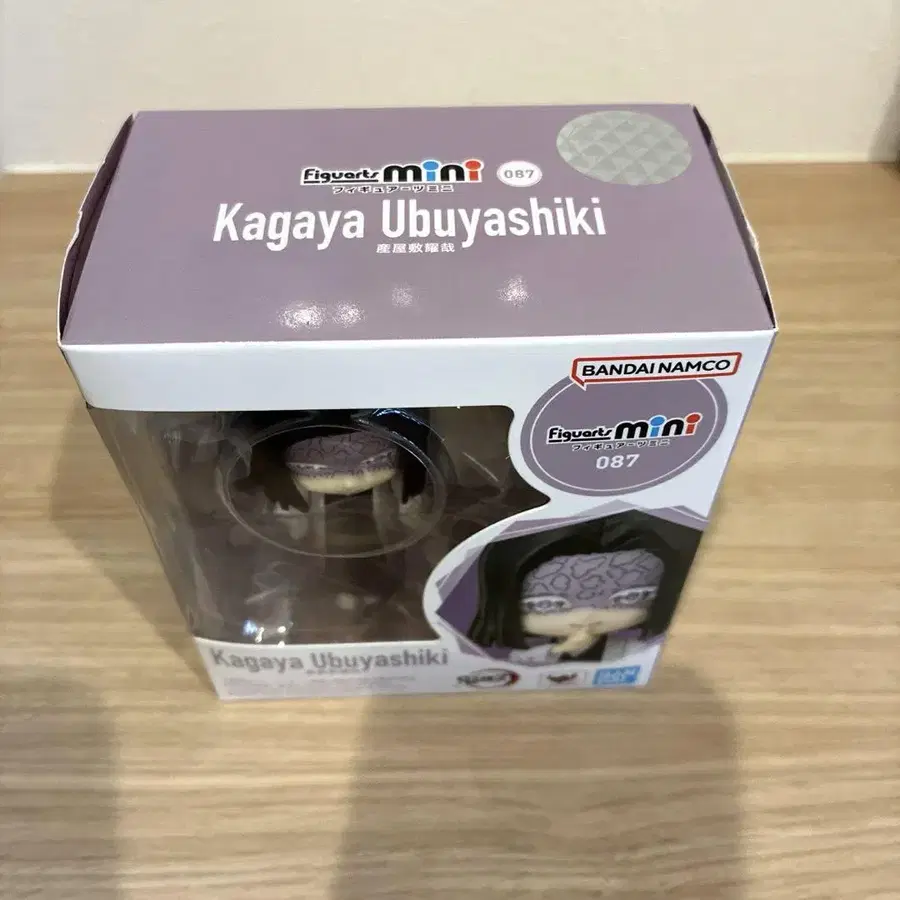 Figuarts mini 087
フィギュアーツミニ
Kagaya Ubuyashiki
産屋敷耀哉
BANDAI NAMCO
Figuarts mini
フィギュアーツミニ
087
Kagaya Ubuyashiki